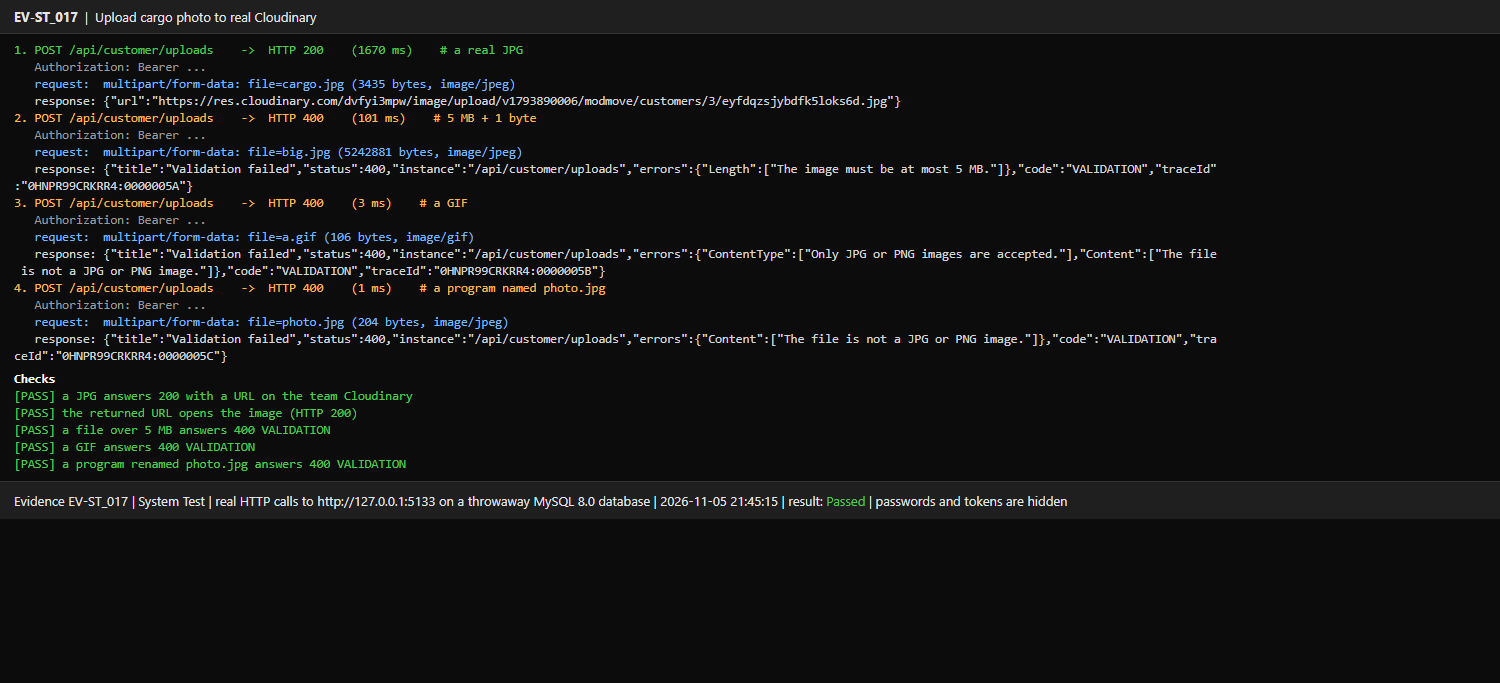 EV-ST_017 | Upload cargo photo to real Cloudinary
1. POST /api/customer/uploads    ->  HTTP 200    (1670 ms)    # a real JPG
   Authorization: Bearer ...
   request:  multipart/form-data: file=cargo.jpg (3435 bytes, image/jpeg)
   response: {"url":"https://res.cloudinary.com/dvfyi3mpw/image/upload/v1793890006/modmove/customers/3/eyfdqzsjybdfk5loks6d.jpg"}
2. POST /api/customer/uploads    ->  HTTP 400    (101 ms)    # 5 MB + 1 byte
   Authorization: Bearer ...
   request:  multipart/form-data: file=big.jpg (5242881 bytes, image/jpeg)
   response: {"title":"Validation failed","status":400,"instance":"/api/customer/uploads","errors":{"Length":["The image must be at most 5 MB."]},"code":"VALIDATION","traceId"
:"0HNPR99CRKRR4:0000005A"}
3. POST /api/customer/uploads    ->  HTTP 400    (3 ms)    # a GIF
   Authorization: Bearer ...
   request:  multipart/form-data: file=a.gif (106 bytes, image/gif)
   response: {"title":"Validation failed","status":400,"instance":"/api/customer/uploads","errors":{"ContentType":["Only JPG or PNG images are accepted."],"Content":["The file
 is not a JPG or PNG image."]},"code":"VALIDATION","traceId":"0HNPR99CRKRR4:0000005B"}
4. POST /api/customer/uploads    ->  HTTP 400    (1 ms)    # a program named photo.jpg
   Authorization: Bearer ...
   request:  multipart/form-data: file=photo.jpg (204 bytes, image/jpeg)
   response: {"title":"Validation failed","status":400,"instance":"/api/customer/uploads","errors":{"Content":["The file is not a JPG or PNG image."]},"code":"VALIDATION","tra
ceId":"0HNPR99CRKRR4:0000005C"}
Checks
[PASS] a JPG answers 200 with a URL on the team Cloudinary
[PASS] the returned URL opens the image (HTTP 200)
[PASS] a file over 5 MB answers 400 VALIDATION
[PASS] a GIF answers 400 VALIDATION
[PASS] a program renamed photo.jpg answers 400 VALIDATION
Evidence EV-ST_017 | System Test | real HTTP calls to http://127.0.0.1:5133 on a throwaway MySQL 8.0 database | 2026-11-05 21:45:15 | result: Passed | passwords and tokens are hidden